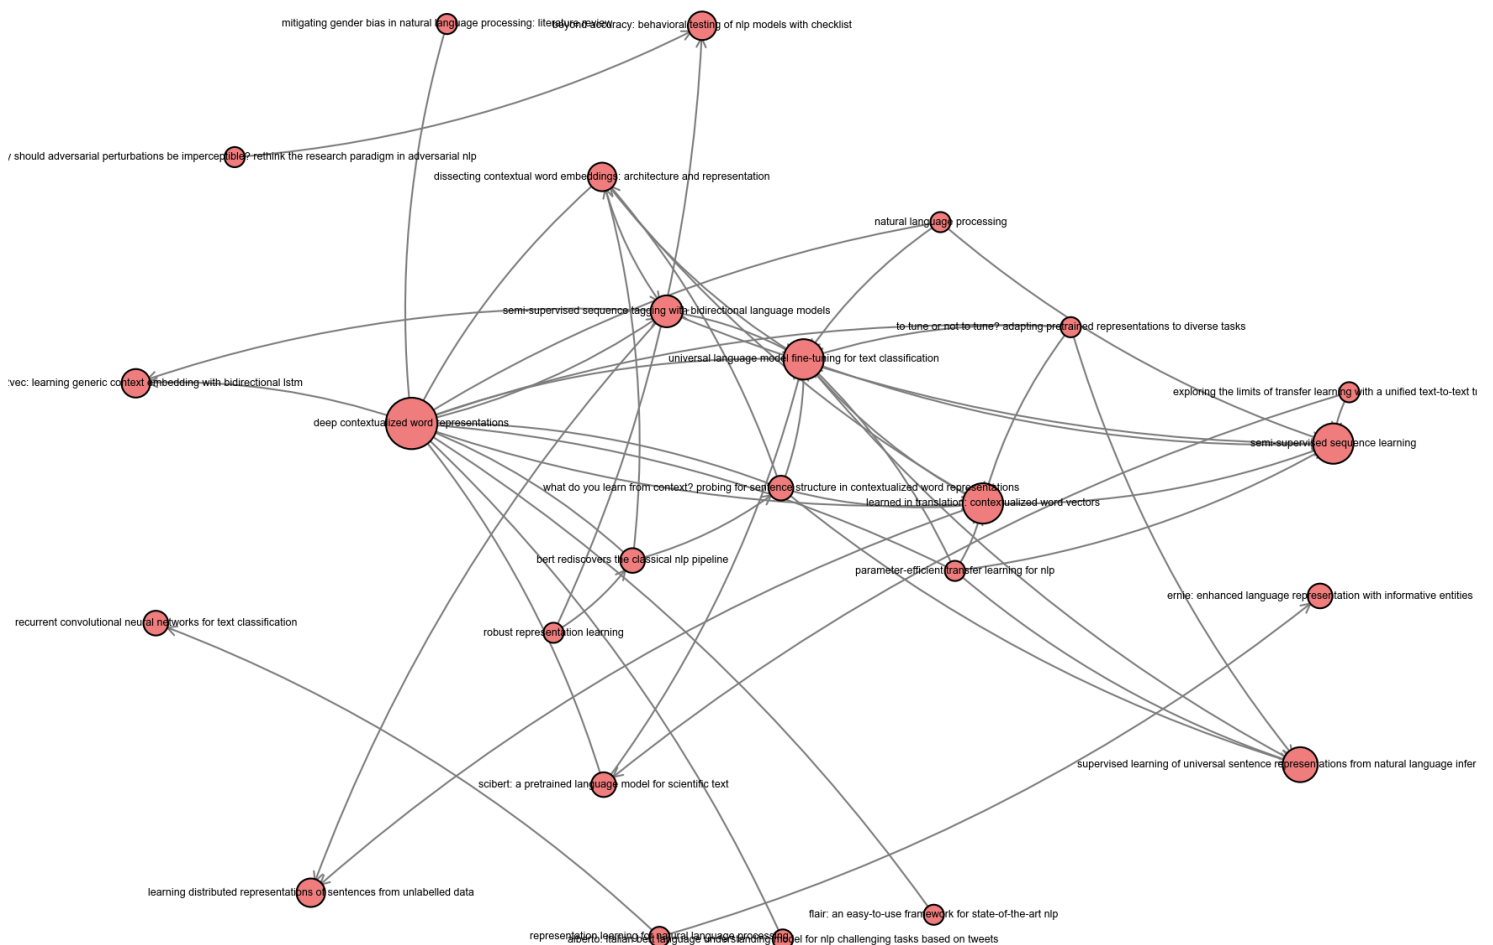 mitigating gender bias in natural language processing: literature review
beyond accuracy: behavioral testing of nlp models with checklist
should adversarial perturbations be imperceptible? rethink the research paradigm in adversarial nlp
dissecting contextual word embeddings: architecture and representation
natural language processing
semi-supervised sequence tagging with bidirectional language models
to tune or not to tune? adapting pretrained representations to diverse tasks
universal language model fine-tuning for text classification
:vec: learning generic context embedding with bidirectional lstm
exploring the limits of transfer learning with a unified text-to-text
deep contextualized word representations
semi-supervised sequence learning
what do you learn from context? probing for sentence structure in contextualized word representations
learned in translation: contextualized word vectors
bert rediscovers the classical nlp pipeline
parameter-efficient transfer learning for nlp
ernie: enhanced language representation with informative entities
recurrent convolutional neural networks for text classification
robust representation learning
supervised learning of universal sentence representations from natural language infer
scibert: a pretrained language model for scientific text
learning distributed representations of sentences from unlabelled data
flair: an easy-to-use framework for state-of-the-art nlp
representation learning for natural language processing
alberto: italian bert language understanding model for nlp challenging tasks based on tweets